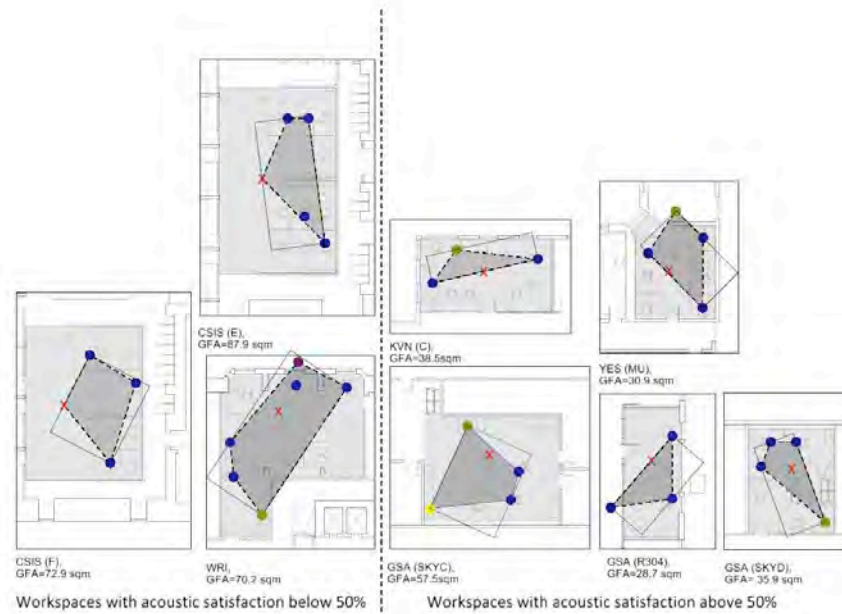 CSIS (E),
GFA=87.9 sqm
KVN (C),
GFA=38.5sqm
YES (MU),
GFA=30.9 sqm
CSIS (F),
GFA=72.9 sqm
WRI,
GFA=70.2 sqm
GSA (SKYC),
GFA=57.5sqm
GSA (R304),
GFA=28.7 sqm
GSA (SKYD),
GFA= 35.9 sqm
Workspaces with acoustic satisfaction below 50%
Workspaces with acoustic satisfaction above 50%